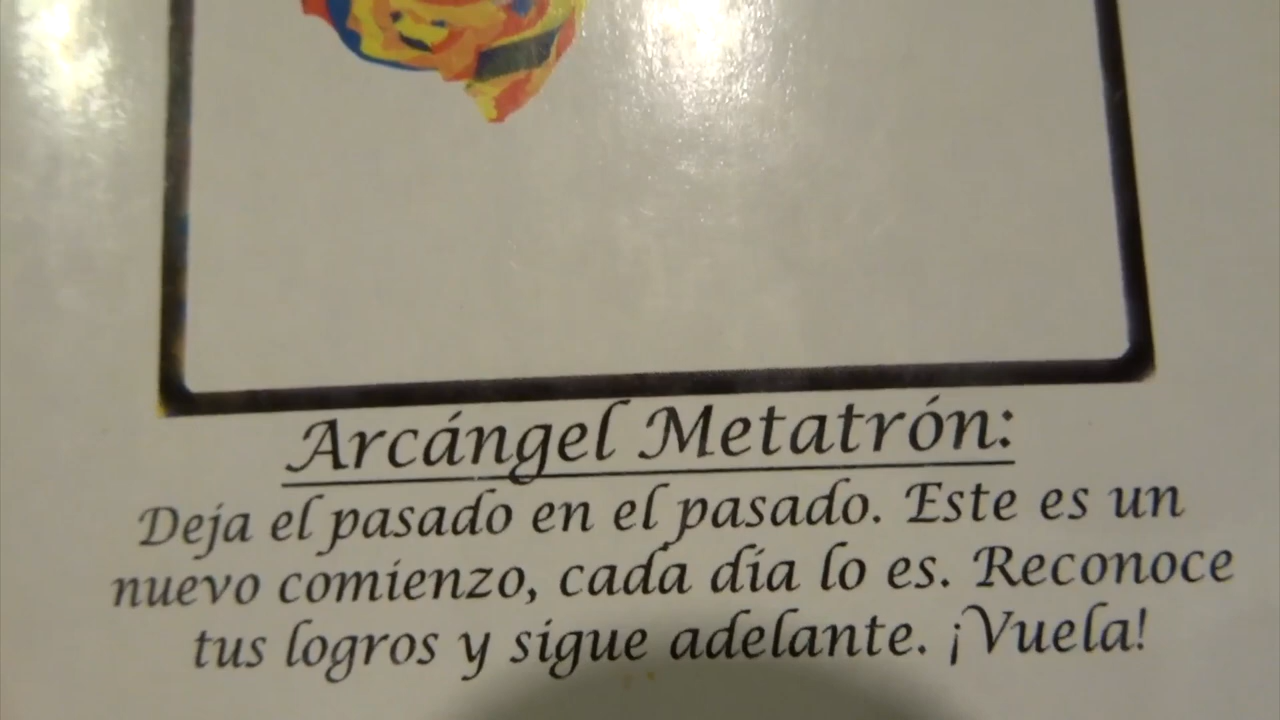 Arcángel Metatrón:
Deja el pasado en el pasado. Este es un
nuevo comienzo, cada día lo es. Reconoce
tus logros y sigue adelante. ¡Vuela!